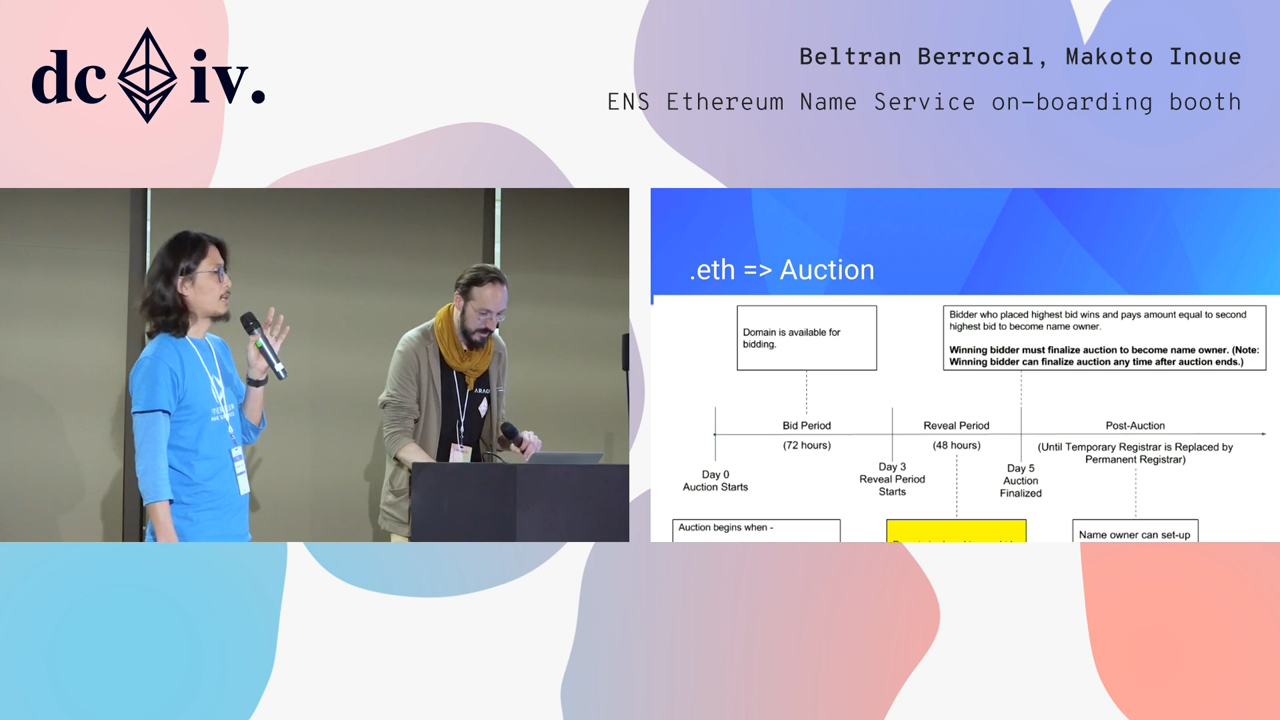 dc iv.
Beltran Berrocal, Makoto Inoue
ENS Ethereum Name Service on-boarding booth
.eth => Auction
Domain is available for
bidding.
Bidder who placed highest bid wins and pays amount equal to second
highest bid to become name owner.
Winning bidder must finalize auction to become name owner. (Note:
Winning bidder can finalize auction any time after auction ends.)
Bid Period
(72 hours)
Reveal Period
(48 hours)
Post-Auction
(Until Temporary Registrar is Replaced by
Permanent Registrar)
Day 0
Auction Starts
Day 3
Reveal Period
Starts
Day 5
Auction
Finalized
Auction begins when -
Name owner can set-up